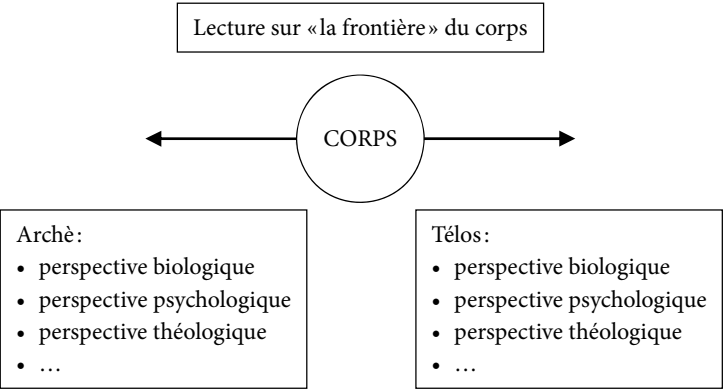 Lecture sur «la frontière» du corps
CORPS
Archè:
• perspective biologique
• perspective psychologique
• perspective théologique
• …
Télos:
• perspective biologique
• perspective psychologique
• perspective théologique
• …